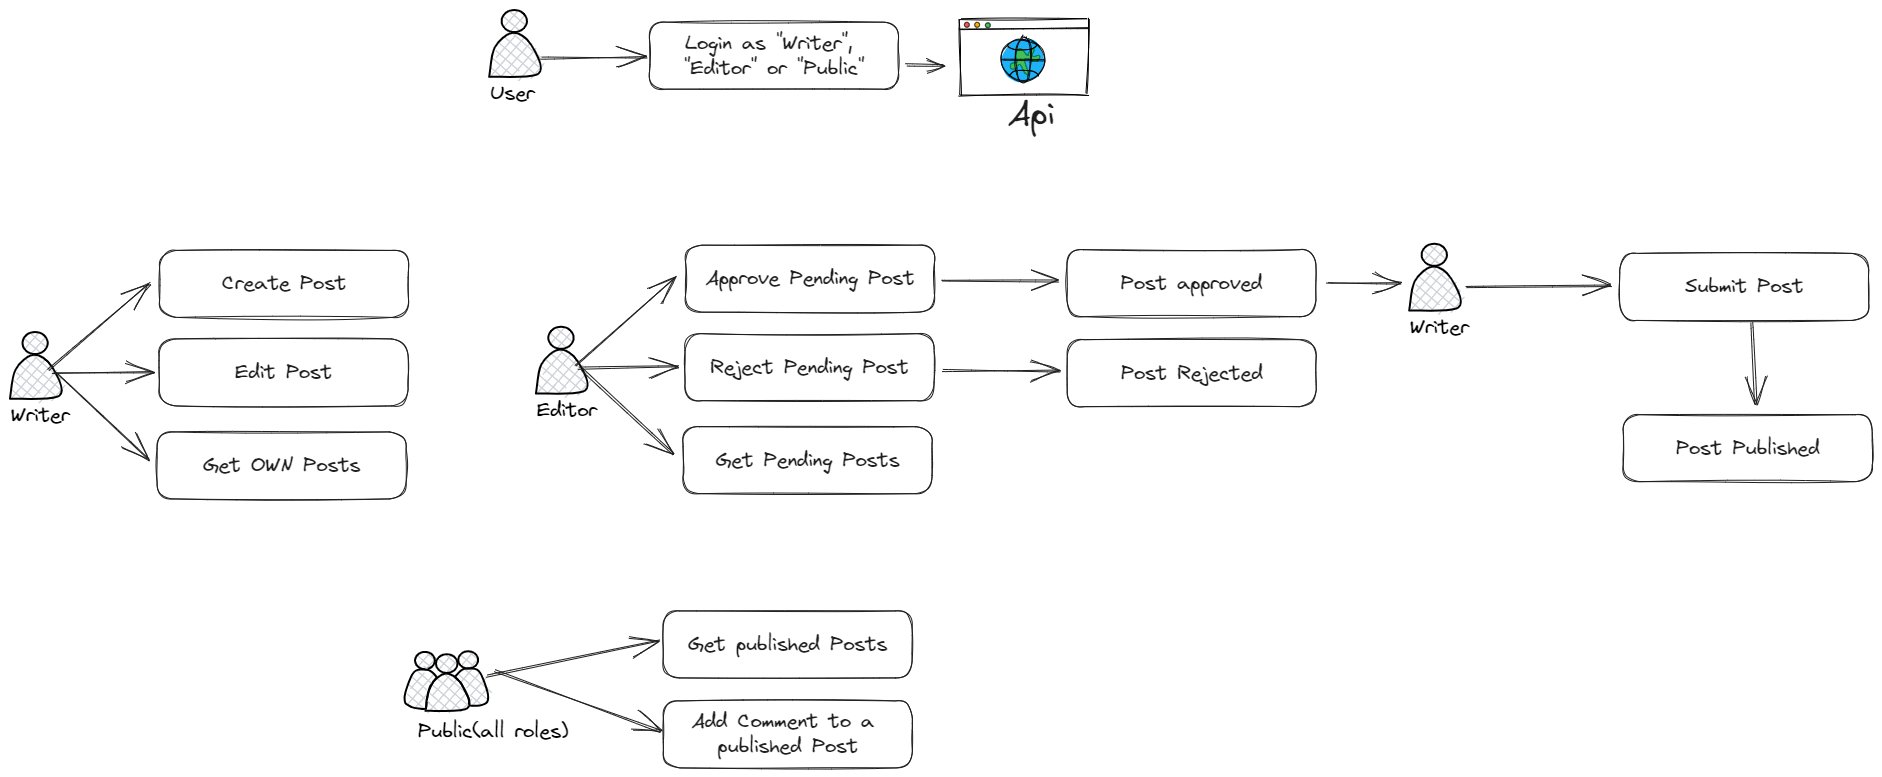 Login as "Writer",
"Editor" or "Public"
User
Api
Create Post
Edit Post
Get OWN Posts
Writer
Approve Pending Post
Reject Pending Post
Get Pending Posts
Editor
Post approved
Post Rejected
Writer
Submit Post
Post Published
Get published Posts
Add Comment to a
published Post
Public(all roles)